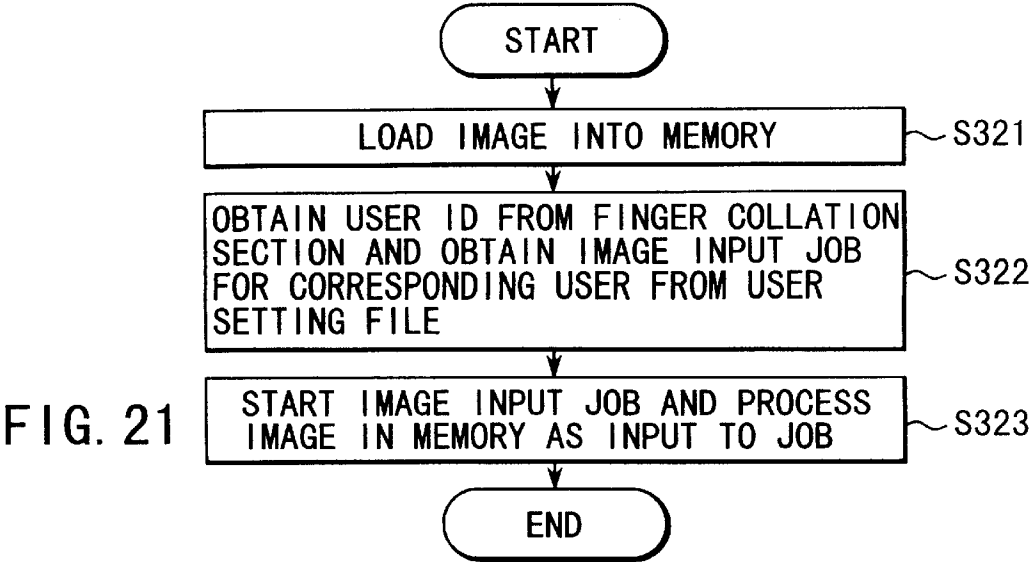 START
LOAD IMAGE INTO MEMORY
S321
OBTAIN USER ID FROM FINGER COLLATION
SECTION AND OBTAIN IMAGE INPUT JOB
FOR CORRESPONDING USER FROM USER
SETTING FILE
S322
START IMAGE INPUT JOB AND PROCESS
IMAGE IN MEMORY AS INPUT TO JOB
S323
FIG. 21
END